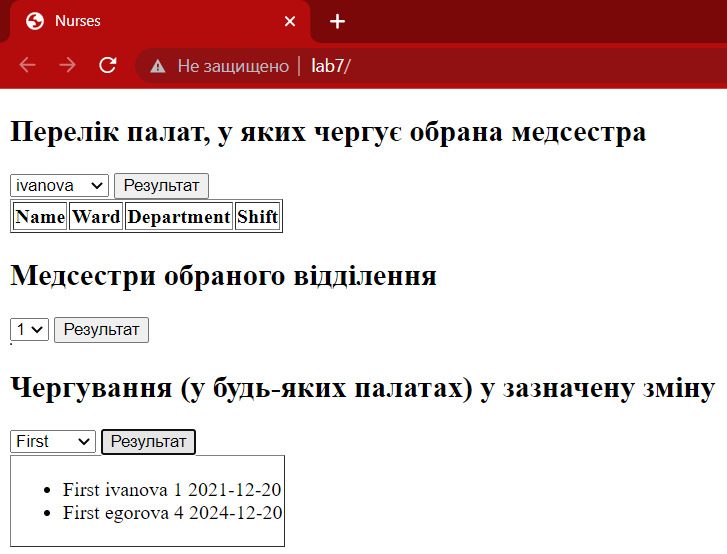 Nurses
Не защищено | lab7/
Перелік палат, у яких чергує обрана медсестра
ivanova Результат
Name Ward Department Shift
Медсестри обраного відділення
1 Результат
Чергування (у будь-яких палатах) у зазначену зміну
First Результат
First ivanova 1 2021-12-20
First egorova 4 2024-12-20